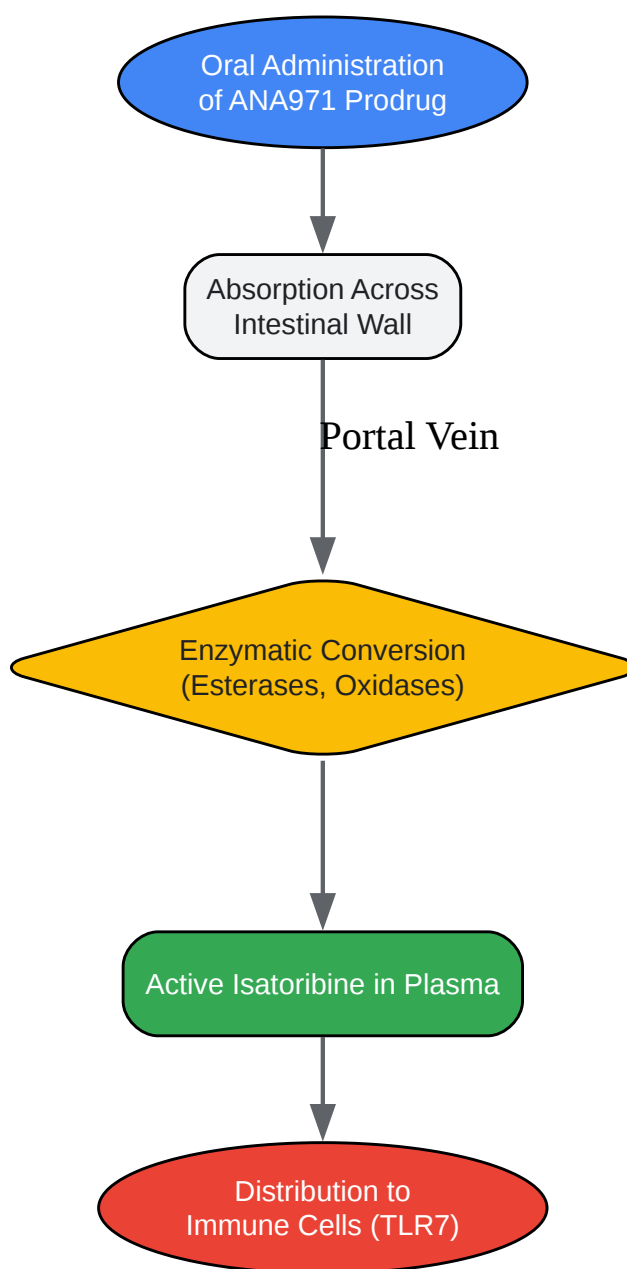 Oral Administration
of ANA971 Prodrug
Absorption Across
Intestinal Wall
Portal Vein
Enzymatic Conversion
(Esterases, Oxidases)
Active Isatoribine in Plasma
Distribution to
Immune Cells (TLR7)